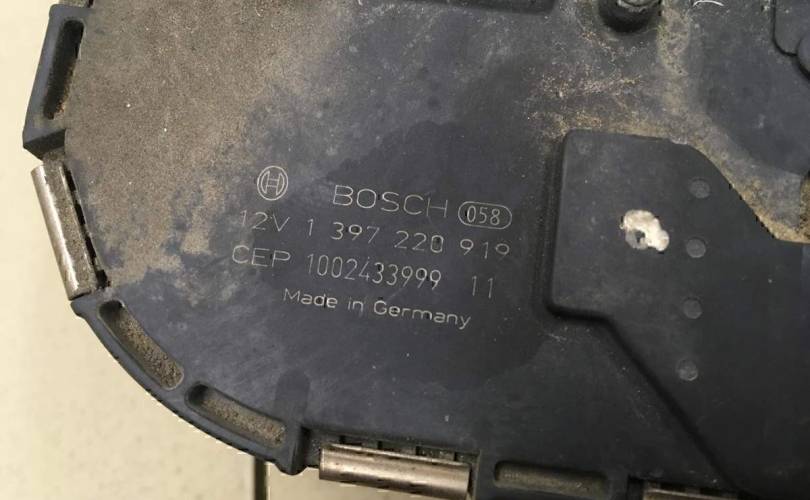 BOSCH 058
12V 1 397 220 919
CEP 1002433999 11
Made in Germany